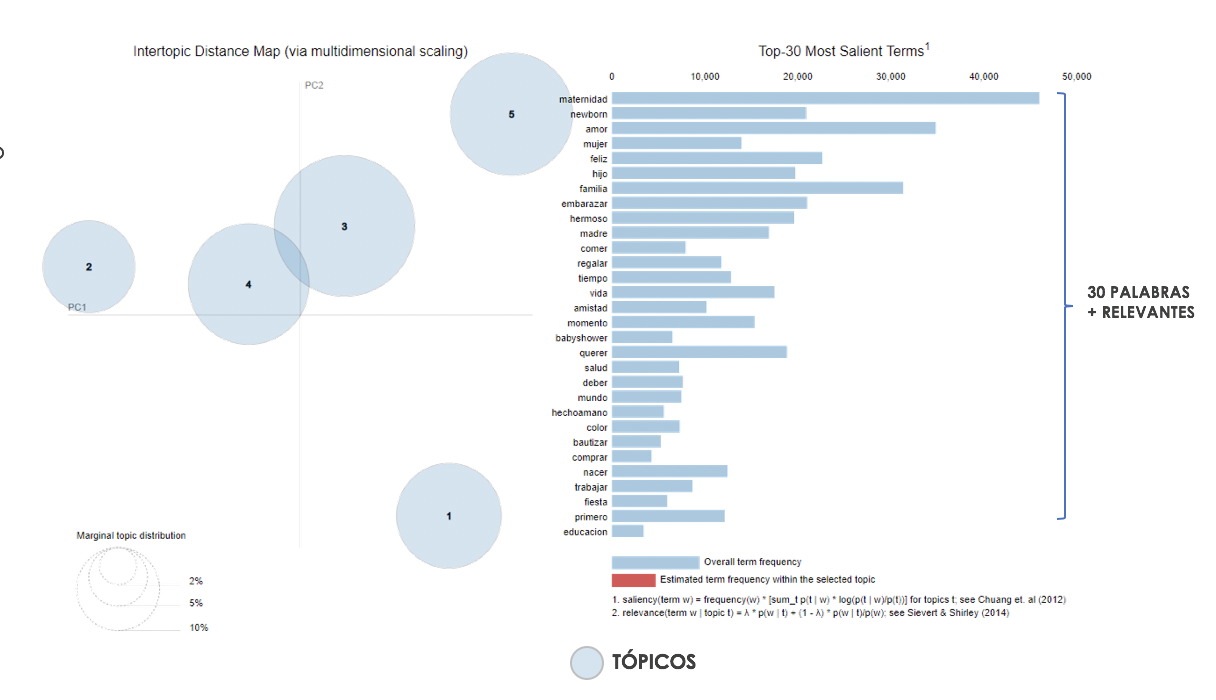 Intertopic Distance Map (via multidimensional scaling)
PC2
5
3
2
4
PC1
1
Marginal topic distribution
2%
5%
10%
Top-30 Most Salient Terms1
0 10,000 20,000 30,000 40,000 50,000
maternidad
newborn
amor
mujer
feliz
hijo
familia
embarazar
hermoso
madre
comer
regalar
tiempo
vida
amistad
momento
babyshower
querer
salud
deber
mundo
hechoamano
color
bautizar
comprar
nacer
trabajar
fiesta
primero
educacion
Overall term frequency
Estimated term frequency within the selected topic
1. saliency(term w) = frequency(w) * [sum_t p(t | w) * log(p(t | w)/p(t))] for topics t; see Chuang et. al (2012)
2. relevance(term w | topic t) = λ * p(w | t) + (1 - λ) * p(w | t)/p(w); see Sievert & Shirley (2014)
30 PALABRAS
+ RELEVANTES
TÓPICOS